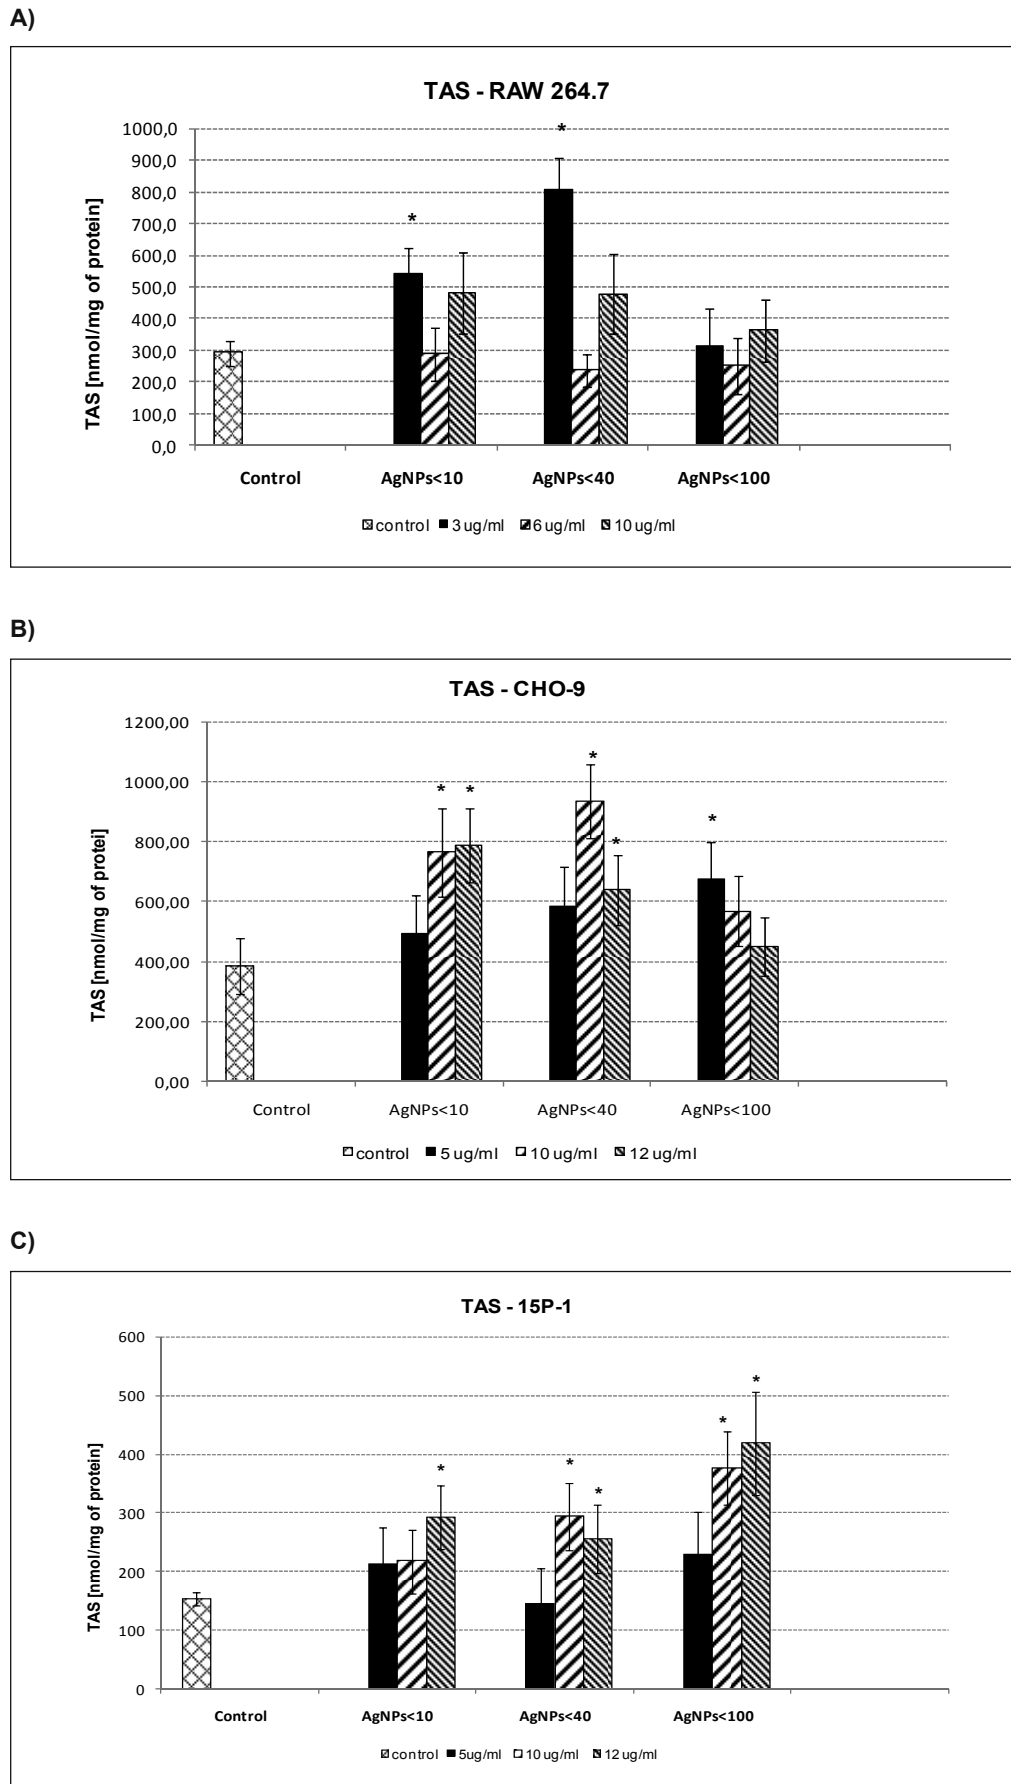 A)
TAS - RAW 264.7
TAS [nmol/mg of protein]
1000,0
900,0
800,0
700,0
600,0
500,0
400,0
300,0
200,0
100,0
0,0
*
*
Control AgNPs<10 AgNPs<40 AgNPs<100
control 3 ug/ml 6 ug/ml 10 ug/ml
B)
TAS - CHO-9
TAS [nmol/mg of protei]
1200,00
1000,00
800,00
600,00
400,00
200,00
0,00
* * * * *
Control AgNPs<10 AgNPs<40 AgNPs<100
control 5 ug/ml 10 ug/ml 12 ug/ml
C)
TAS - 15P-1
TAS [nmol/mg of protein]
600
500
400
300
200
100
0
* * * * *
Control AgNPs<10 AgNPs<40 AgNPs<100
control 5ug/ml 10 ug/ml 12 ug/ml